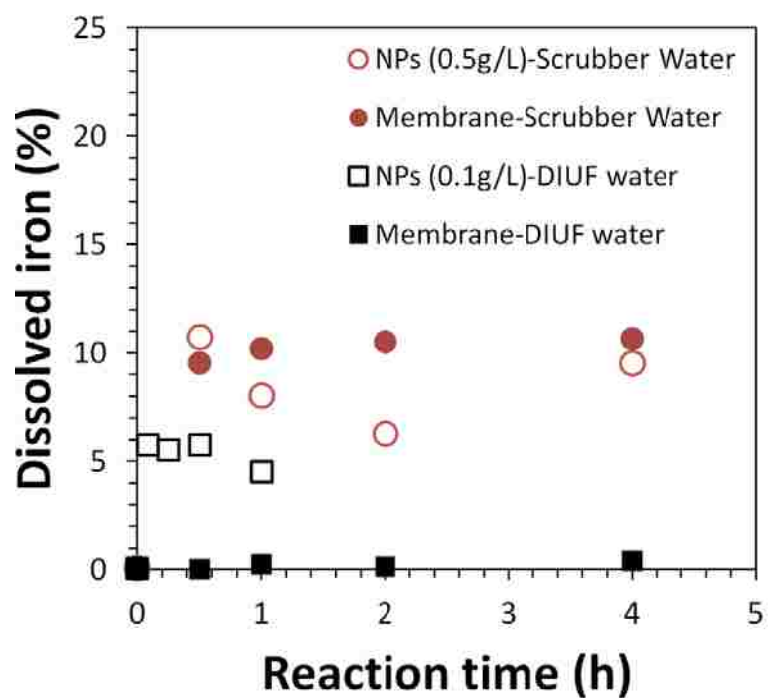 25
20
15
10
5
0
Dissolved iron (%)
NPs (0.5g/L)-Scrubber Water
Membrane-Scrubber Water
NPs (0.1g/L)-DIUF water
Membrane-DIUF water
0 1 2 3 4 5
Reaction time (h)